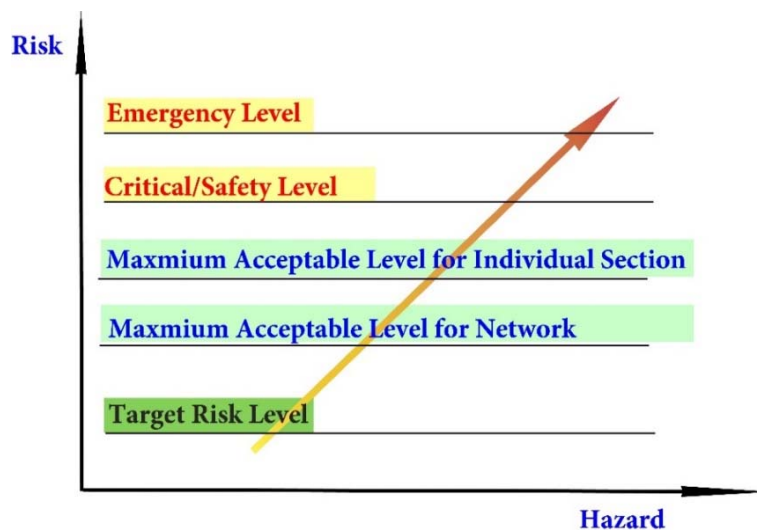 Risk
Emergency Level
Critical/Safety Level
Maxmium Acceptable Level for Individual Section
Maxmium Acceptable Level for Network
Target Risk Level
Hazard